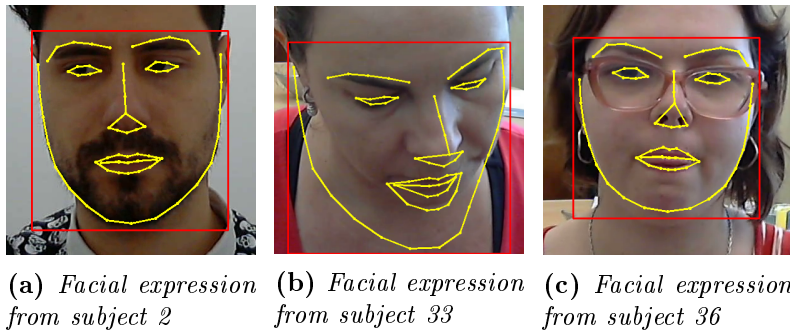 (a) Facial expression
from subject 2
(b) Facial expression
from subject 33
(c) Facial expression
from subject 36